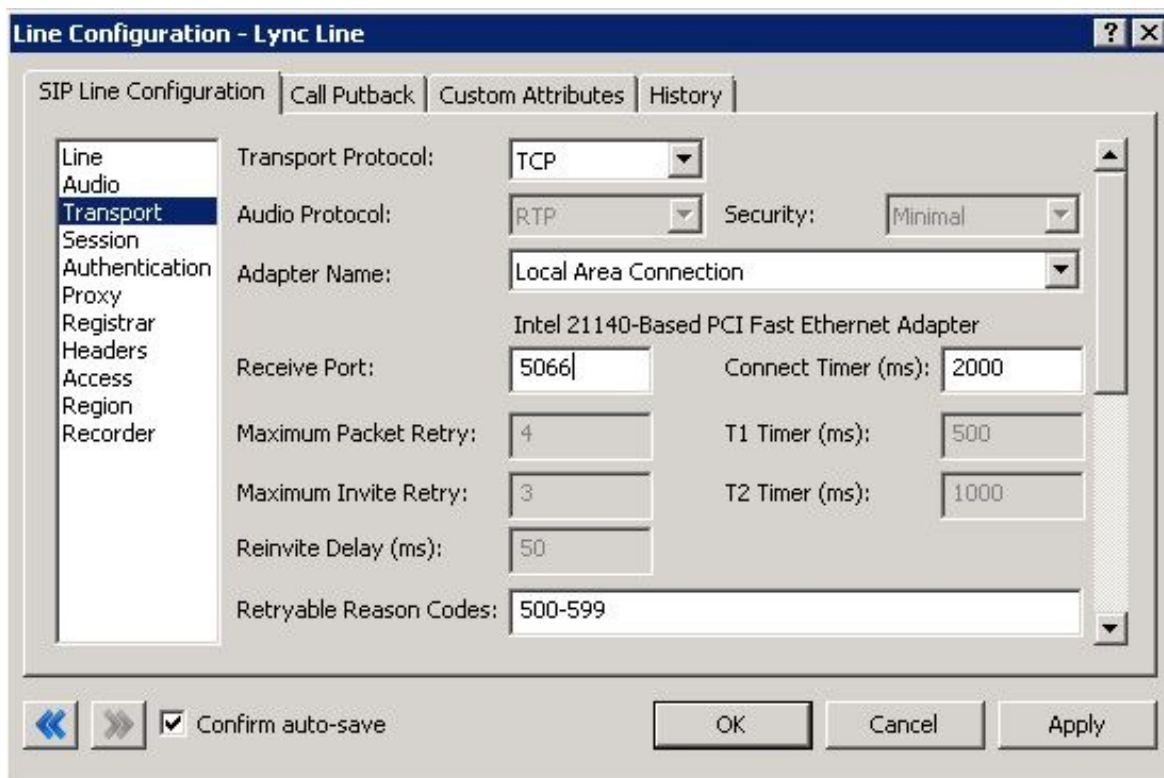 Line Configuration - Lync Line
SIP Line Configuration Call Putback Custom Attributes History
Line
Audio
Transport
Session
Authentication
Proxy
Registrar
Headers
Access
Region
Recorder
Transport Protocol: TCP
Audio Protocol: RTP Security: Minimal
Adapter Name: Local Area Connection
Intel 21140-Based PCI Fast Ethernet Adapter
Receive Port: 5066 Connect Timer (ms): 2000
Maximum Packet Retry: 4 T1 Timer (ms): 500
Maximum Invite Retry: 3 T2 Timer (ms): 1000
Reinvite Delay (ms): 50
Retryable Reason Codes: 500-599
Confirm auto-save OK Cancel Apply